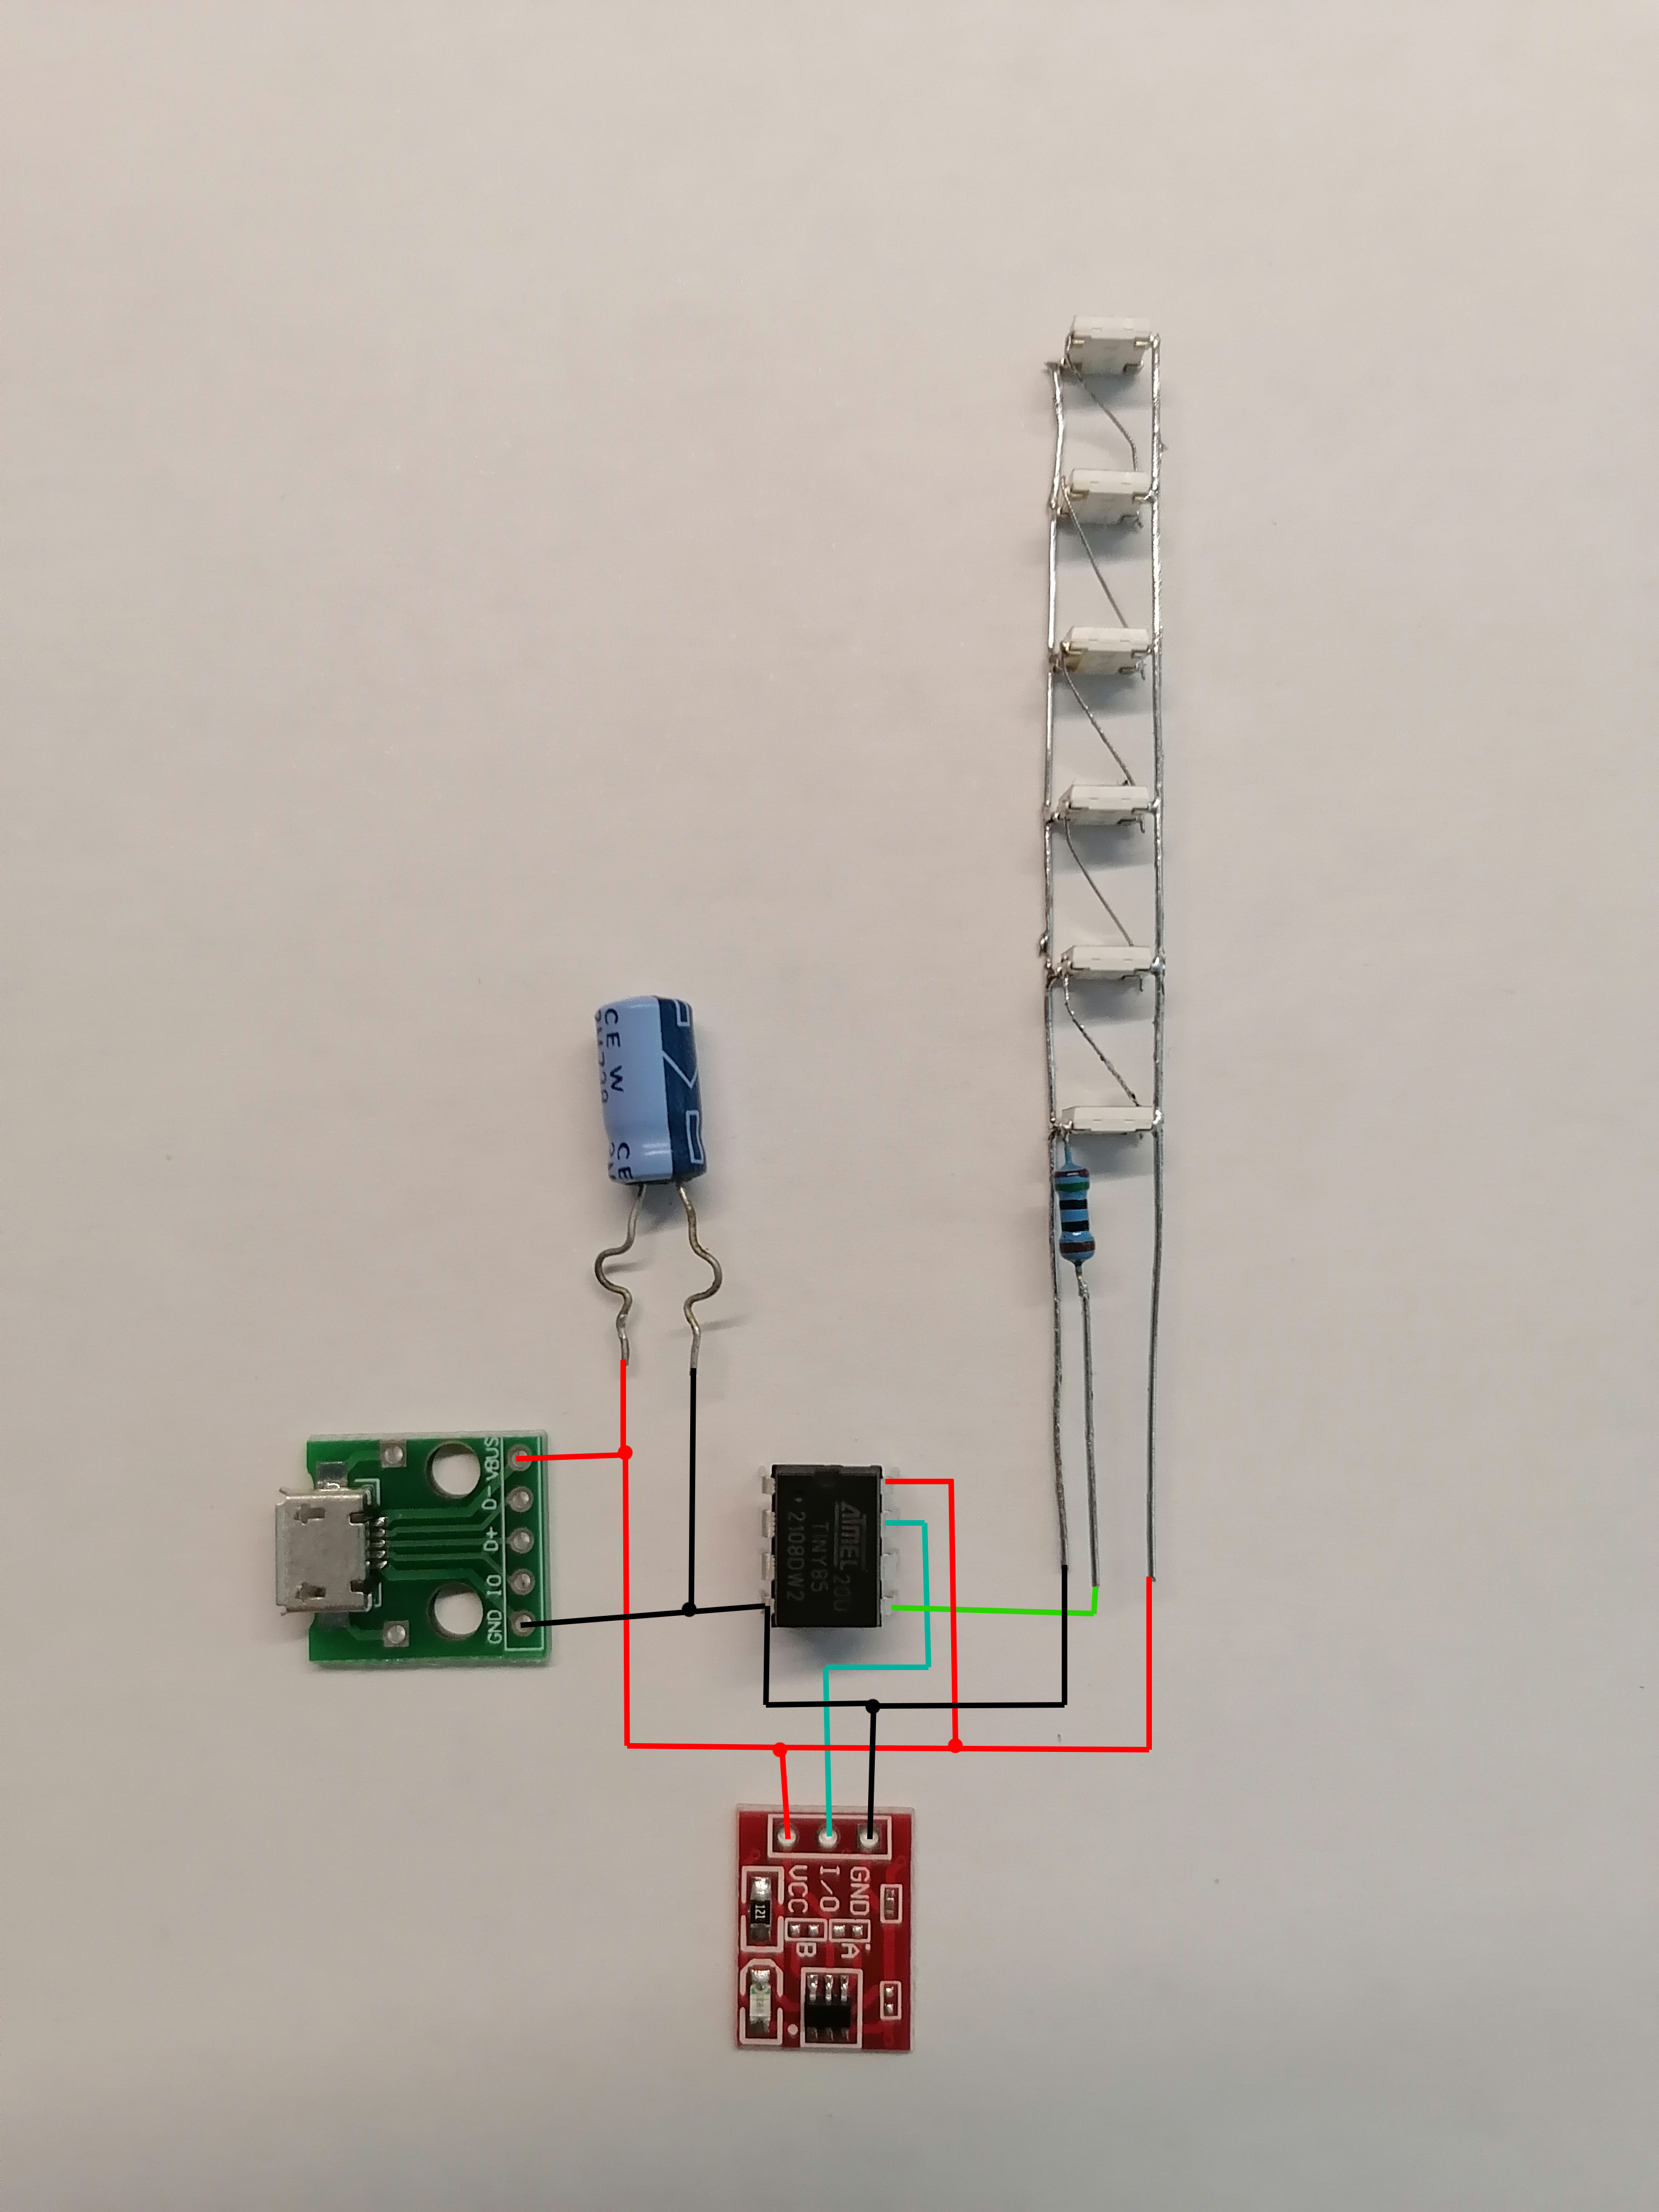 CE W
CE
VBUS
D-
D+
IO
GND
ATMEL
20U
TINY85
2108DW2
VCC
I/O
GND
B
A
121